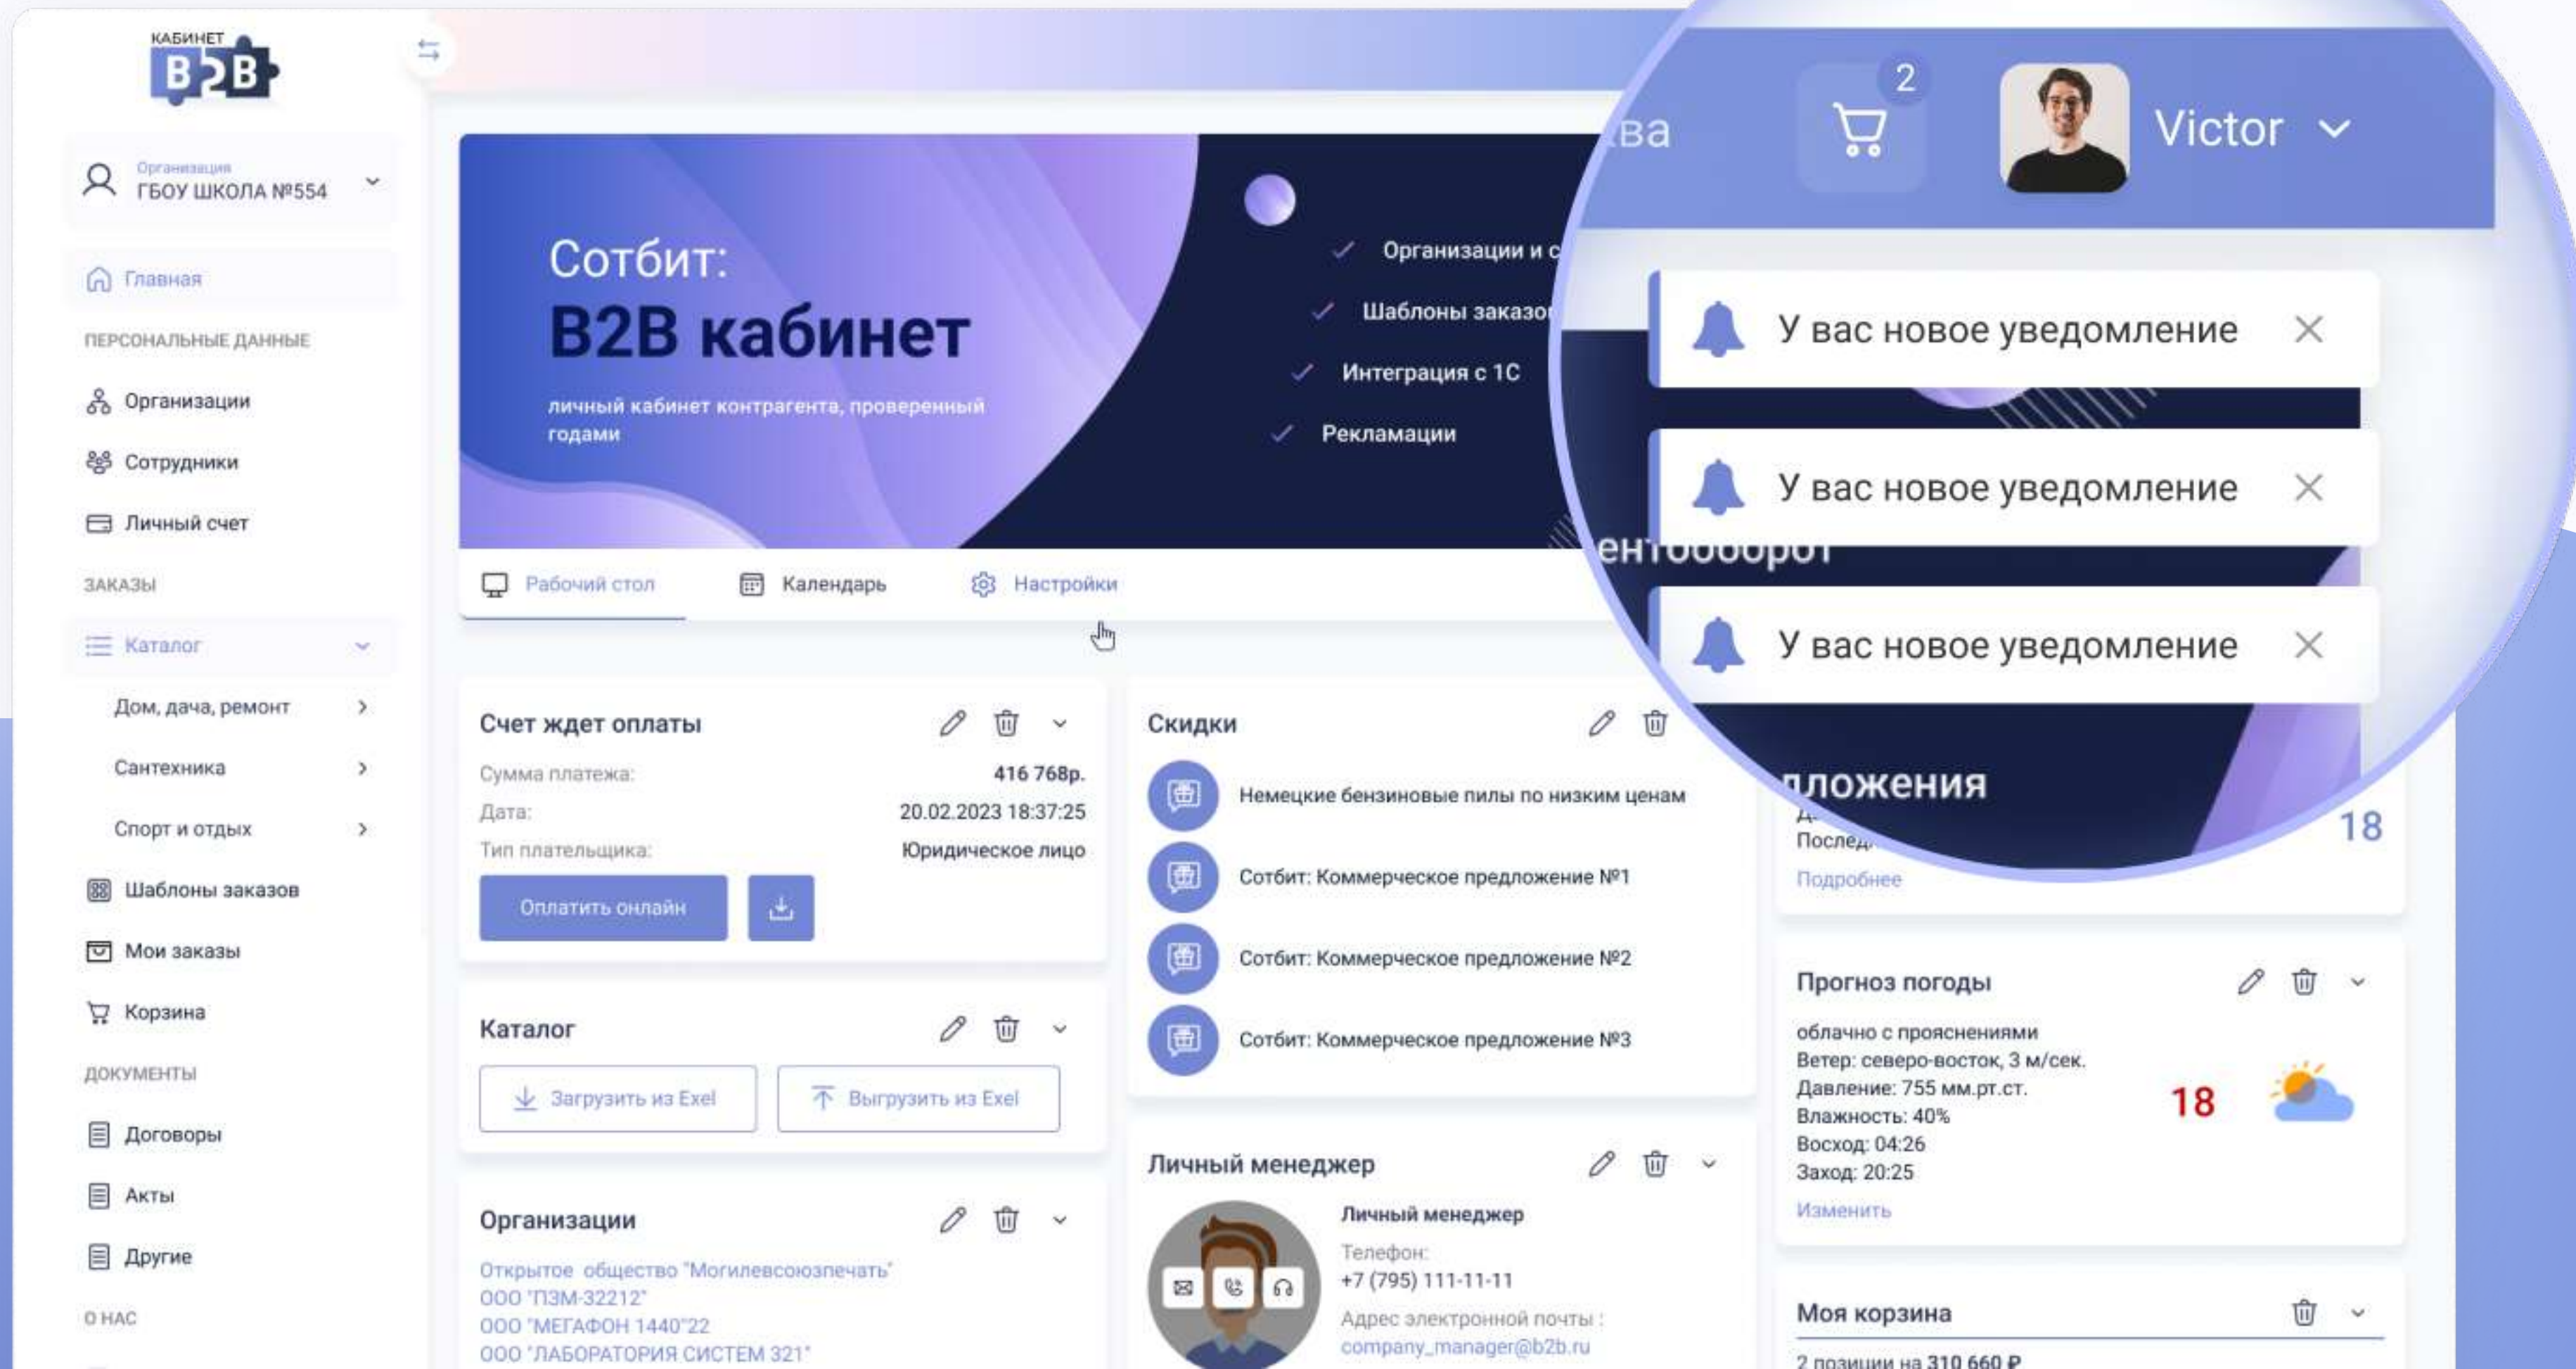 КАБИНЕТ
B2B
Организация
ГБОУ ШКОЛА №554
Главная
ПЕРСОНАЛЬНЫЕ ДАННЫЕ
Организации
Сотрудники
Личный счет
ЗАКАЗЫ
Каталог
Дом, дача, ремонт
Сантехника
Спорт и отдых
Шаблоны заказов
Мои заказы
Корзина
ДОКУМЕНТЫ
Договоры
Акты
Другие
О НАС
Сотбит:
B2B кабинет
личный кабинет контрагента, проверенный
годами
Организации и с
Шаблоны заказо
Интеграция с 1С
Рекламации
ва
2
Victor
У вас новое уведомление
У вас новое уведомление
ентооборот
У вас новое уведомление
дложения
Рабочий стол
Календарь
Настройки
Счет ждет оплаты
Сумма платежа: 416 768р.
Дата: 20.02.2023 18:37:25
Тип плательщика: Юридическое лицо
Оплатить онлайн
Каталог
Загрузить из Exel
Выгрузить из Exel
Организации
Открытое общество "Могилевсоюзпечать"
ООО "ПЗМ-32212"
ООО "МЕГАФОН 1440"22
ООО "ЛАБОРАТОРИЯ СИСТЕМ 321"
Скидки
Немецкие бензиновые пилы по низким ценам
Сотбит: Коммерческое предложение №1
Сотбит: Коммерческое предложение №2
Сотбит: Коммерческое предложение №3
Личный менеджер
Личный менеджер
Телефон:
+7 (795) 111-11-11
Адрес электронной почты :
company_manager@b2b.ru
18
Подробнее
Прогноз погоды
облачно с прояснениями
Ветер: северо-восток, 3 м/сек.
Давление: 755 мм.рт.ст.
Влажность: 40%
Восход: 04:26
Заход: 20:25
18
Изменить
Моя корзина
2 позиции на 310 660 ₽